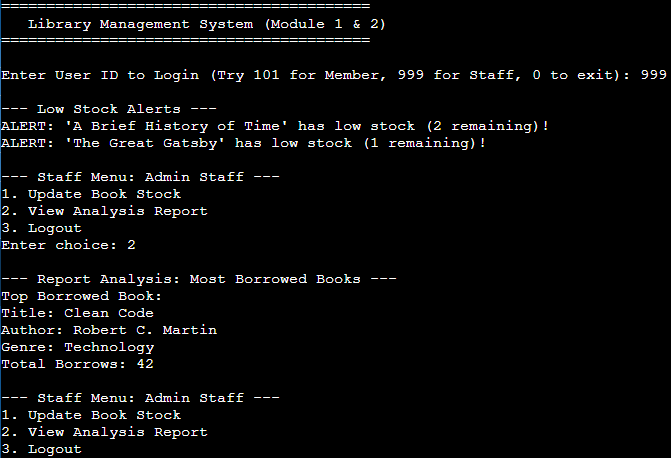 =========================================
Library Management System (Module 1 & 2)
=========================================
Enter User ID to Login (Try 101 for Member, 999 for Staff, 0 to exit): 999
--- Low Stock Alerts ---
ALERT: 'A Brief History of Time' has low stock (2 remaining)!
ALERT: 'The Great Gatsby' has low stock (1 remaining)!
--- Staff Menu: Admin Staff ---
1. Update Book Stock
2. View Analysis Report
3. Logout
Enter choice: 2
--- Report Analysis: Most Borrowed Books ---
Top Borrowed Book:
Title: Clean Code
Author: Robert C. Martin
Genre: Technology
Total Borrows: 42
--- Staff Menu: Admin Staff ---
1. Update Book Stock
2. View Analysis Report
3. Logout